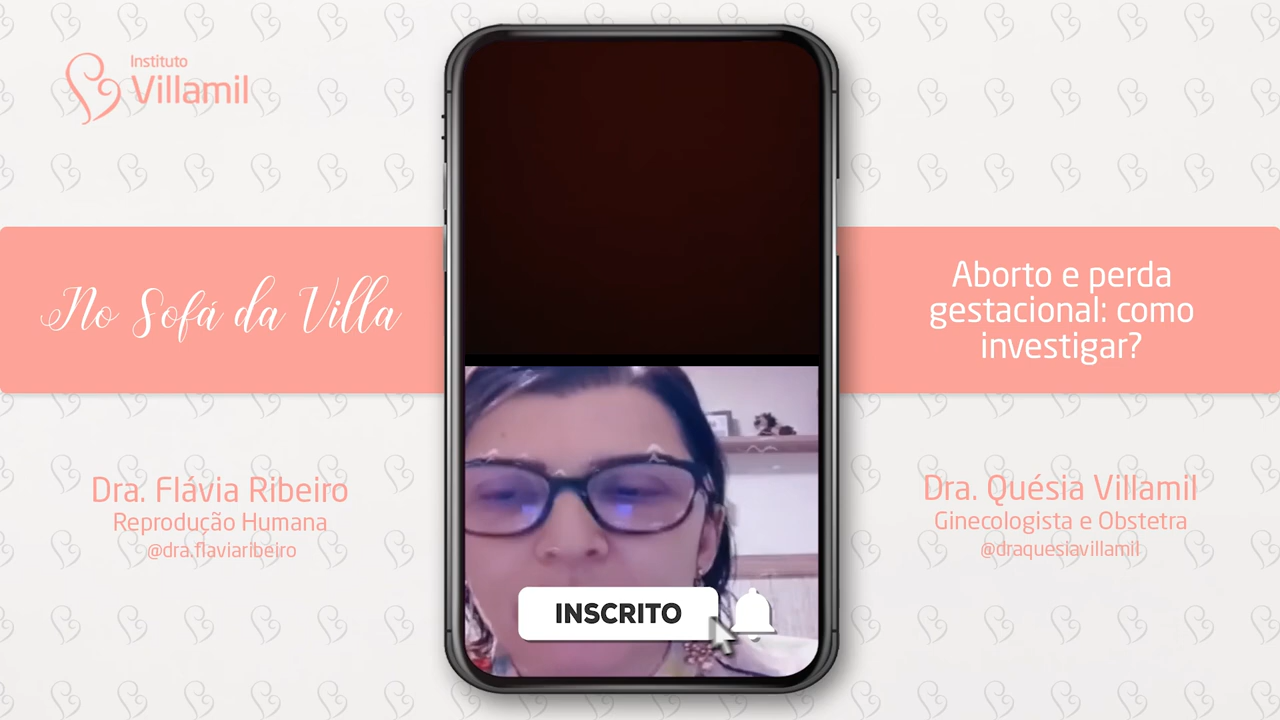 Instituto
Villamil
No Sofá da Villa
Aborto e perda
gestacional: como
investigar?
Dra. Flávia Ribeiro
Reprodução Humana
@dra.flaviaribeiro
Dra. Quésia Villamil
Ginecologista e Obstetra
@draquesiavillamil
INSCRITO